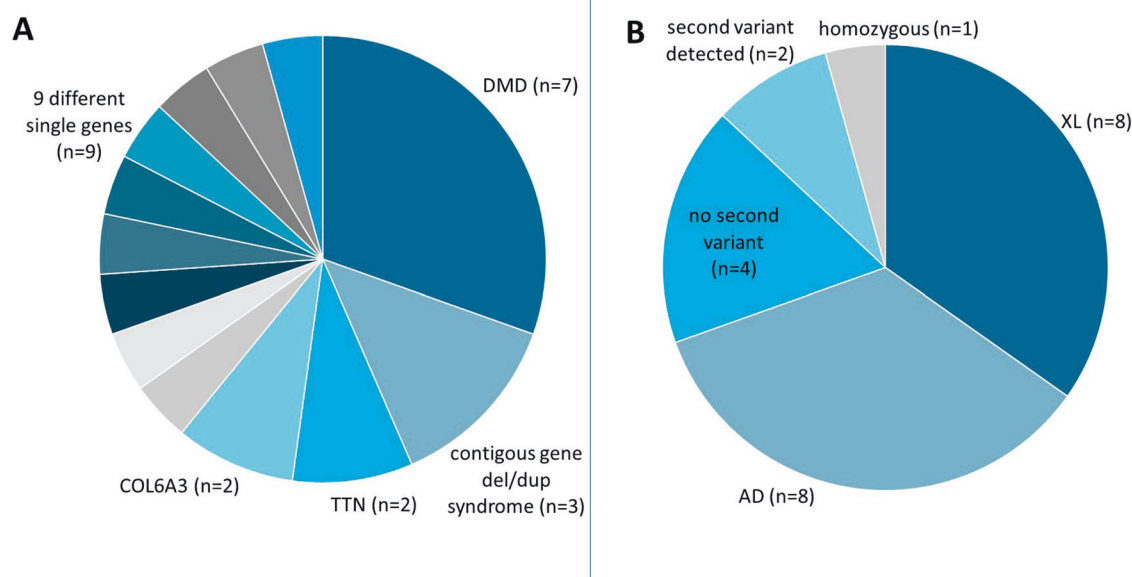 A
DMD (n=7)
9 different
single genes
(n=9)
contigous gene
del/dup
syndrome (n=3)
TTN (n=2)
COL6A3 (n=2)
B
second variant
detected (n=2)
homozygous (n=1)
XL (n=8)
no second
variant
(n=4)
AD (n=8)